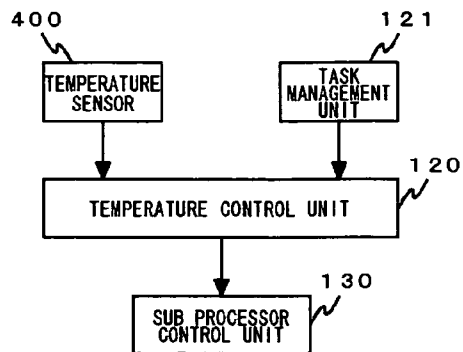 400
121
TEMPERATURE
SENSOR
TASK
MANAGEMENT
UNIT
120
TEMPERATURE CONTROL UNIT
130
SUB PROCESSOR
CONTROL UNIT